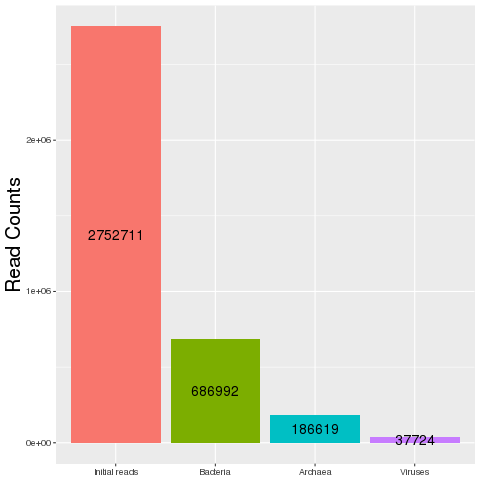 Read Counts
2e+06
1e+06
0e+00
2752711
686992
186619
37724
Initial reads
Bacteria
Archaea
Viruses